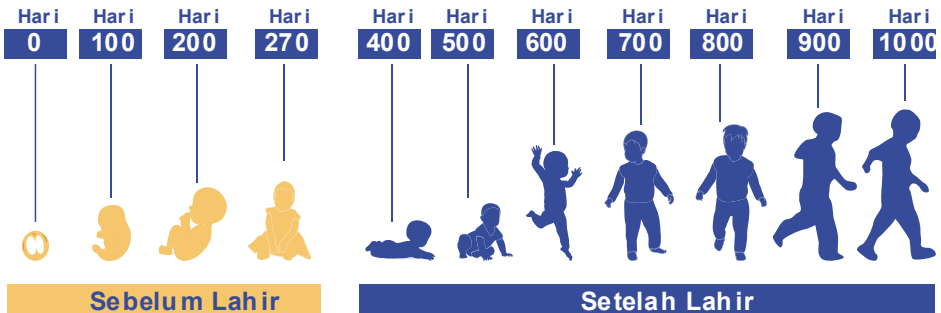 Hari Hari Hari Hari Hari Hari Hari Hari Hari Hari Hari
0 100 200 270 400 500 600 700 800 900 1000
Sebelum Lahir Setelah Lahir